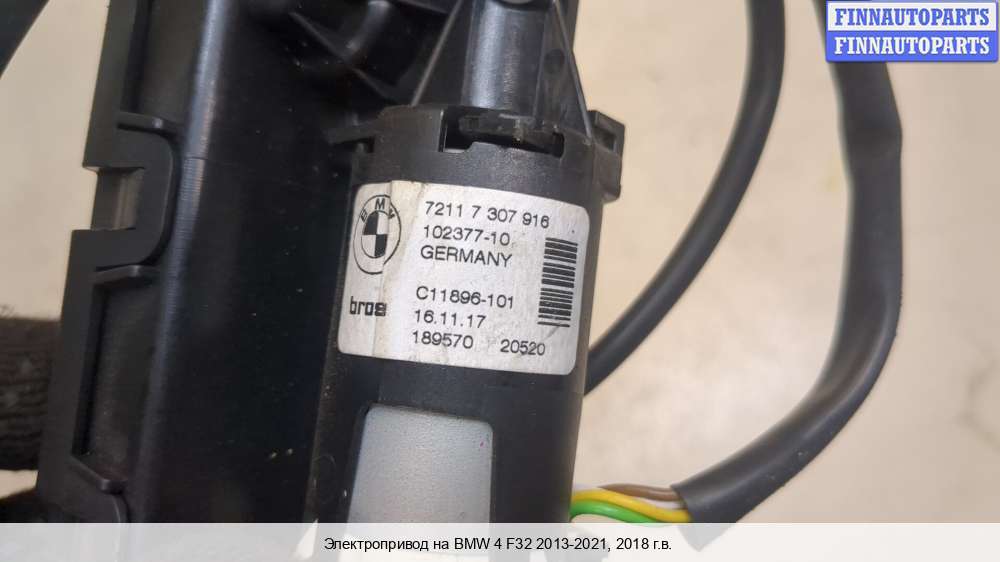 FINNAUTOPARTS
FINNAUTOPARTS
BMW
7211 7 307 916
102377-10
GERMANY
C11896-101
16.11.17
189570 20520
Электропривод на BMW 4 F32 2013-2021, 2018 г.в.